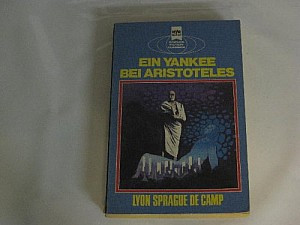 EIN YANKEE
BEI ARISTOTELES
LYON SPRAGUE DE CAMP